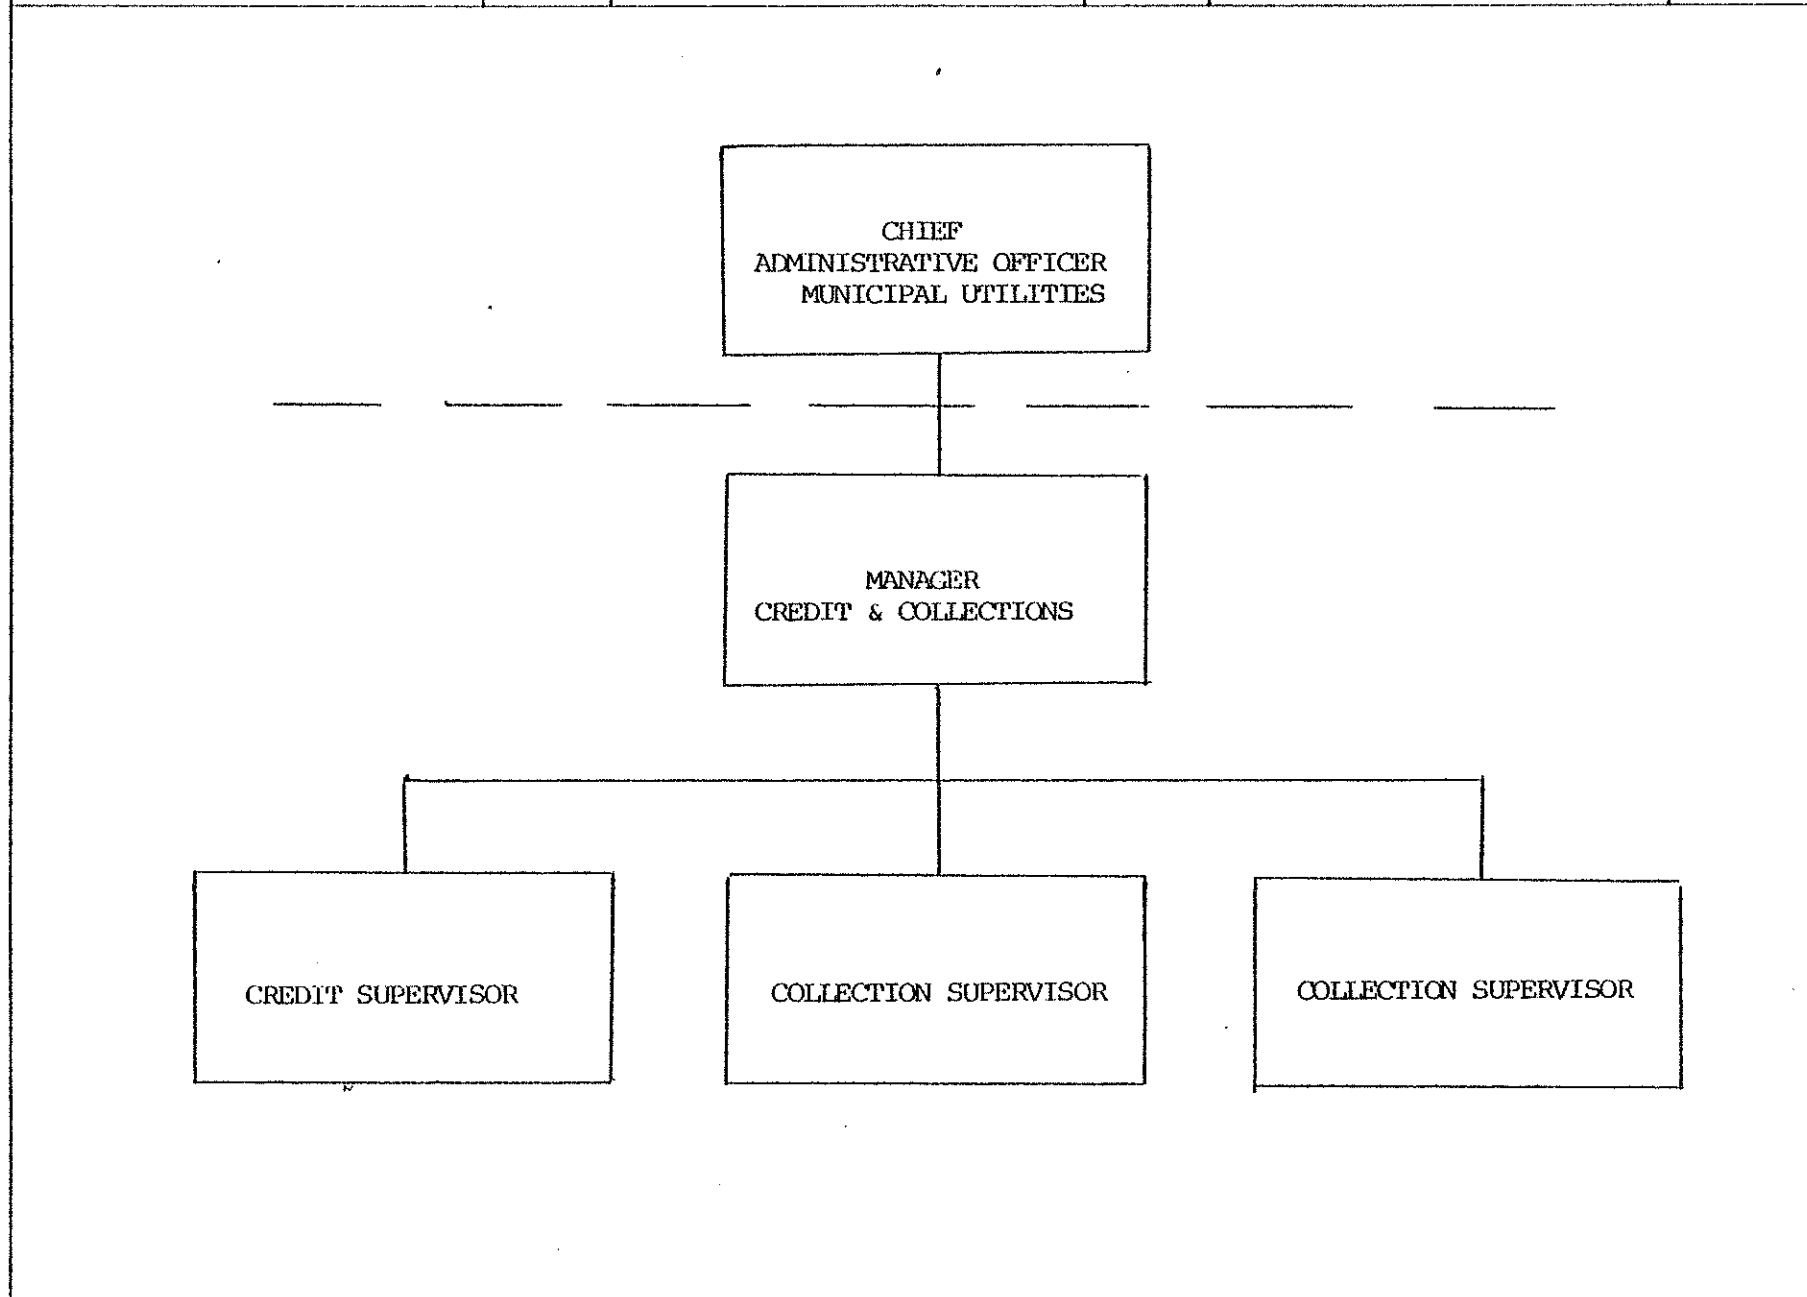 CHIEF
ADMINISTRATIVE OFFICER
MUNICIPAL UTILITIES
MANAGER
CREDIT & COLLECTIONS
CREDIT SUPERVISOR
COLLECTION SUPERVISOR
COLLECTION SUPERVISOR